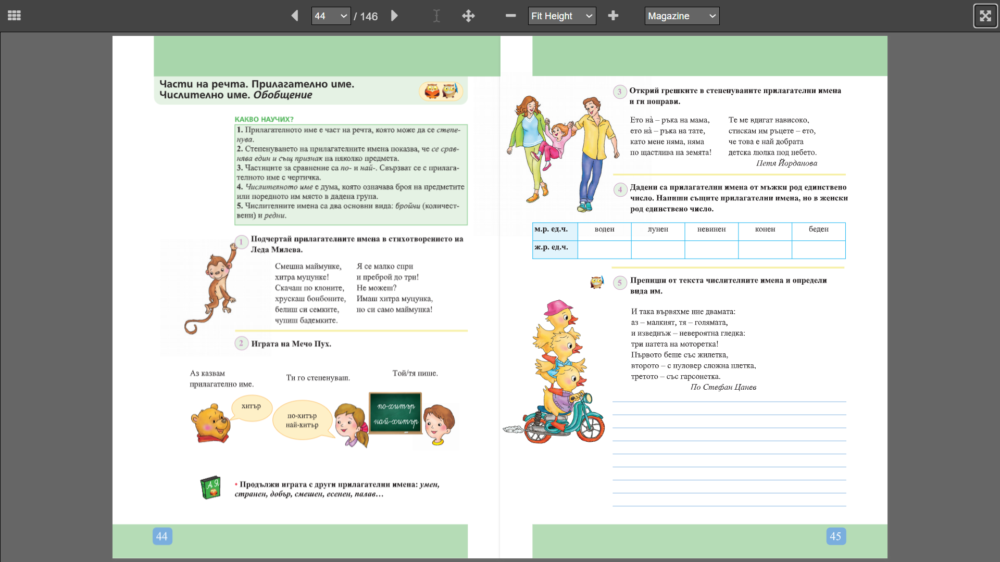 44 / 146 Fit Height Magazine
Части на речта. Прилагателно име.
Числително име. Обобщение
КАКВО НАУЧИХ?
1. Прилагателното име е част на речта, която може да се степе-
нува.
2. Степенуването на прилагателните имена показва, че се срав-
нява един и същ признак на няколко предмета.
3. Частиците за сравнение са по- и най-. Свързват се с прилага-
телното име с чертичка.
4. Числителното име е дума, която означава броя на предметите
или поредното им място в дадена група.
5. Числителните имена са два основни вида: бройни (количест-
вени) и редни.
1 Подчертай прилагателните имена в стихотворението на
Леда Милева.
Смешна маймунке,
хитра муцунке!
Скачаш по клоните,
хрускаш бонбоните,
белиш си семките,
чупиш бадемките.
Я се малко спри
и преброй до три!
Не можеш?
Имаш хитра муцунка,
но си само маймунка!
2 Играта на Мечо Пух.
Аз казвам
прилагателно име.
Ти го степенуваш.
Той/тя пише.
хитър
по-хитър
най-хитър
по-хитър
най-хитър
А Я
• Продължи играта с други прилагателни имена: умен,
странен, добър, смешен, есенен, палав...
44
3 Открий грешките в степенуваните прилагателни имена
и ги поправи.
Ето нà – ръка на мама,
ето нà – ръка на тате,
като мене няма, няма
по щастлива на земята!
Те ме вдигат нависоко,
стискам им ръцете – ето,
че това е най добрата
детска люлка под небето.
Петя Йорданова
4 Дадени са прилагателни имена от мъжки род единствено
число. Напиши същите прилагателни имена, но в женски
род единствено число.
м.р. ед.ч. воден лунен невинен конен беден
ж.р. ед.ч.
5 Препиши от текста числителните имена и определи
вида им.
И така вървяхме ние двамата:
аз – малкият, тя – голямата,
и изведнъж – невероятна гледка:
три патета на моторетка!
Първото беше със жилетка,
второто – с пуловер сложна плетка,
третото – със гарсонетка.
По Стефан Цанев
45